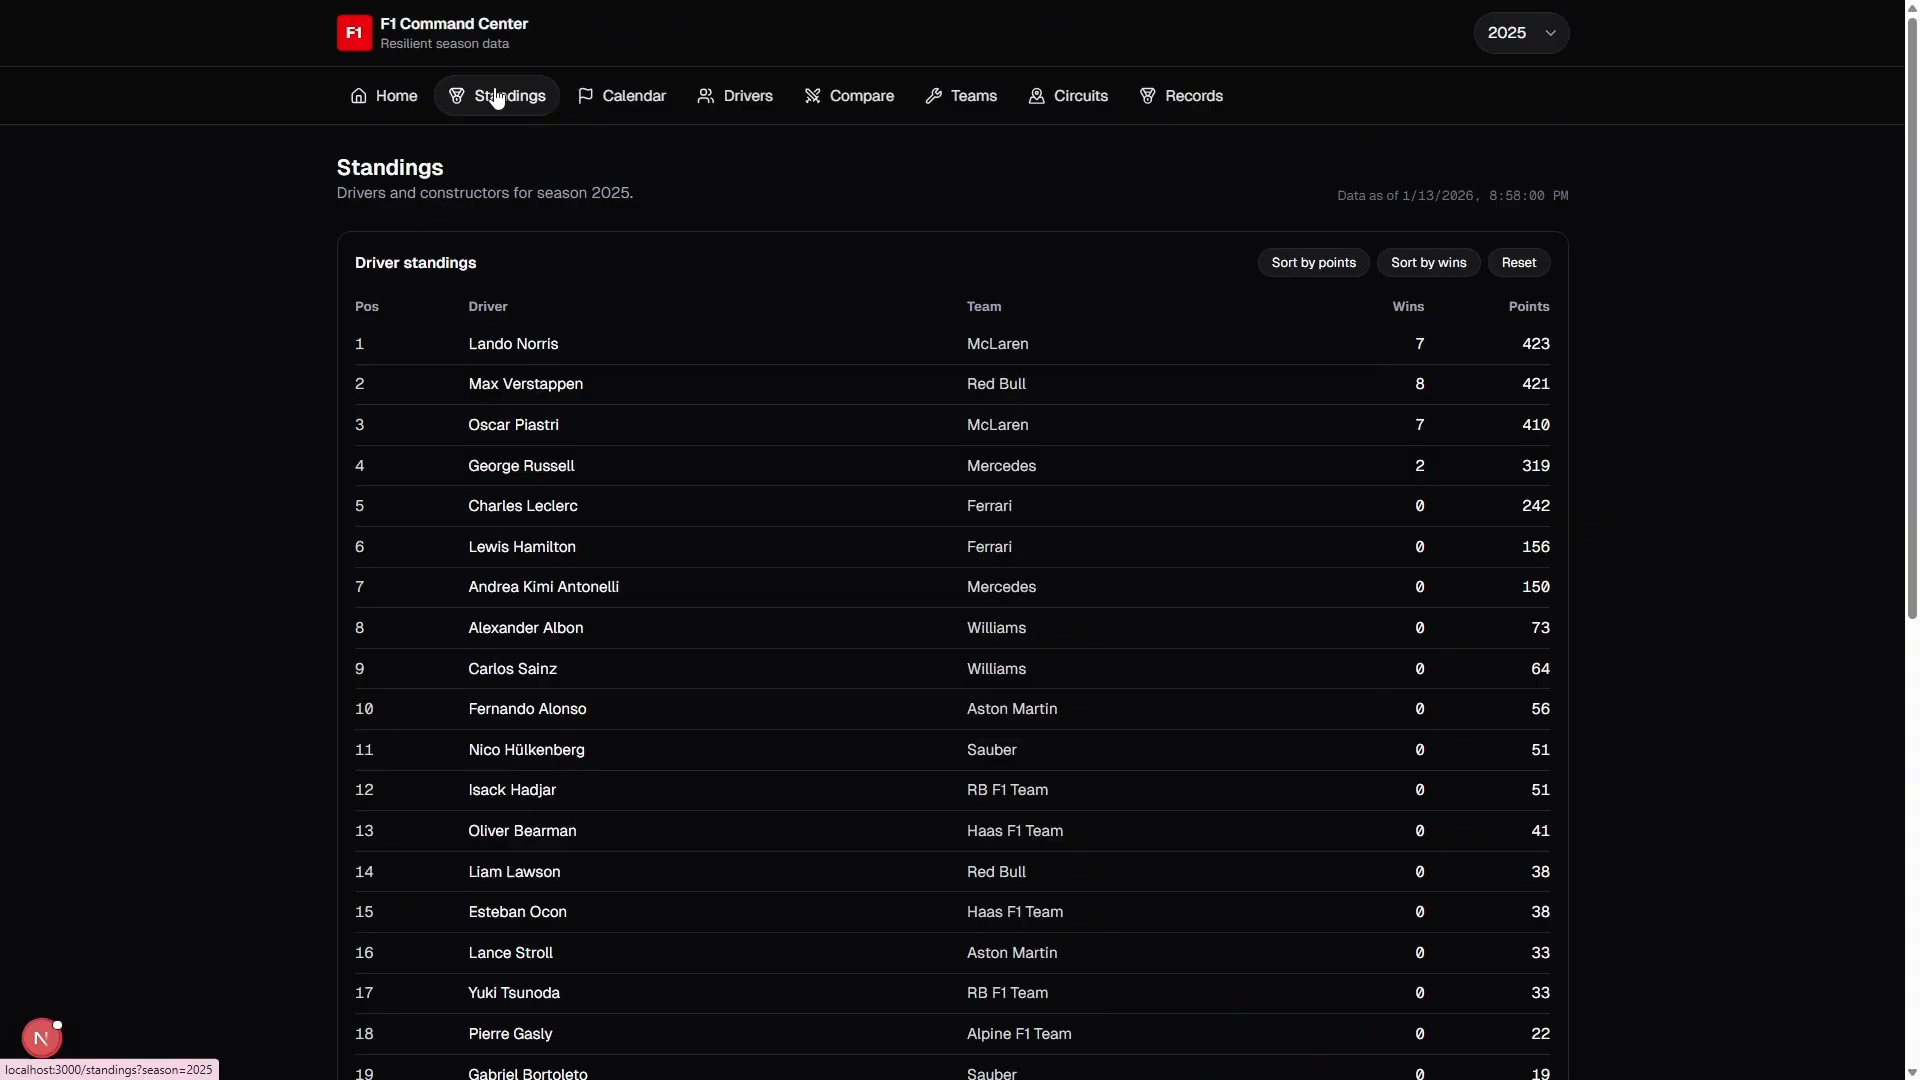 F1
F1 Command Center
Resilient season data
2025
Home
Standings
Calendar
Drivers
Compare
Teams
Circuits
Records
Standings
Drivers and constructors for season 2025.
Data as of 1/13/2026, 8:58:00 PM
Driver standings
Sort by points
Sort by wins
Reset
Pos Driver Team Wins Points
1 Lando Norris McLaren 7 423
2 Max Verstappen Red Bull 8 421
3 Oscar Piastri McLaren 7 410
4 George Russell Mercedes 2 319
5 Charles Leclerc Ferrari 0 242
6 Lewis Hamilton Ferrari 0 156
7 Andrea Kimi Antonelli Mercedes 0 150
8 Alexander Albon Williams 0 73
9 Carlos Sainz Williams 0 64
10 Fernando Alonso Aston Martin 0 56
11 Nico Hülkenberg Sauber 0 51
12 Isack Hadjar RB F1 Team 0 51
13 Oliver Bearman Haas F1 Team 0 41
14 Liam Lawson Red Bull 0 38
15 Esteban Ocon Haas F1 Team 0 38
16 Lance Stroll Aston Martin 0 33
17 Yuki Tsunoda RB F1 Team 0 33
18 Pierre Gasly Alpine F1 Team 0 22
19 Gabriel Bortoleto Sauber 0 19
N
localhost:3000/standings?season=2025